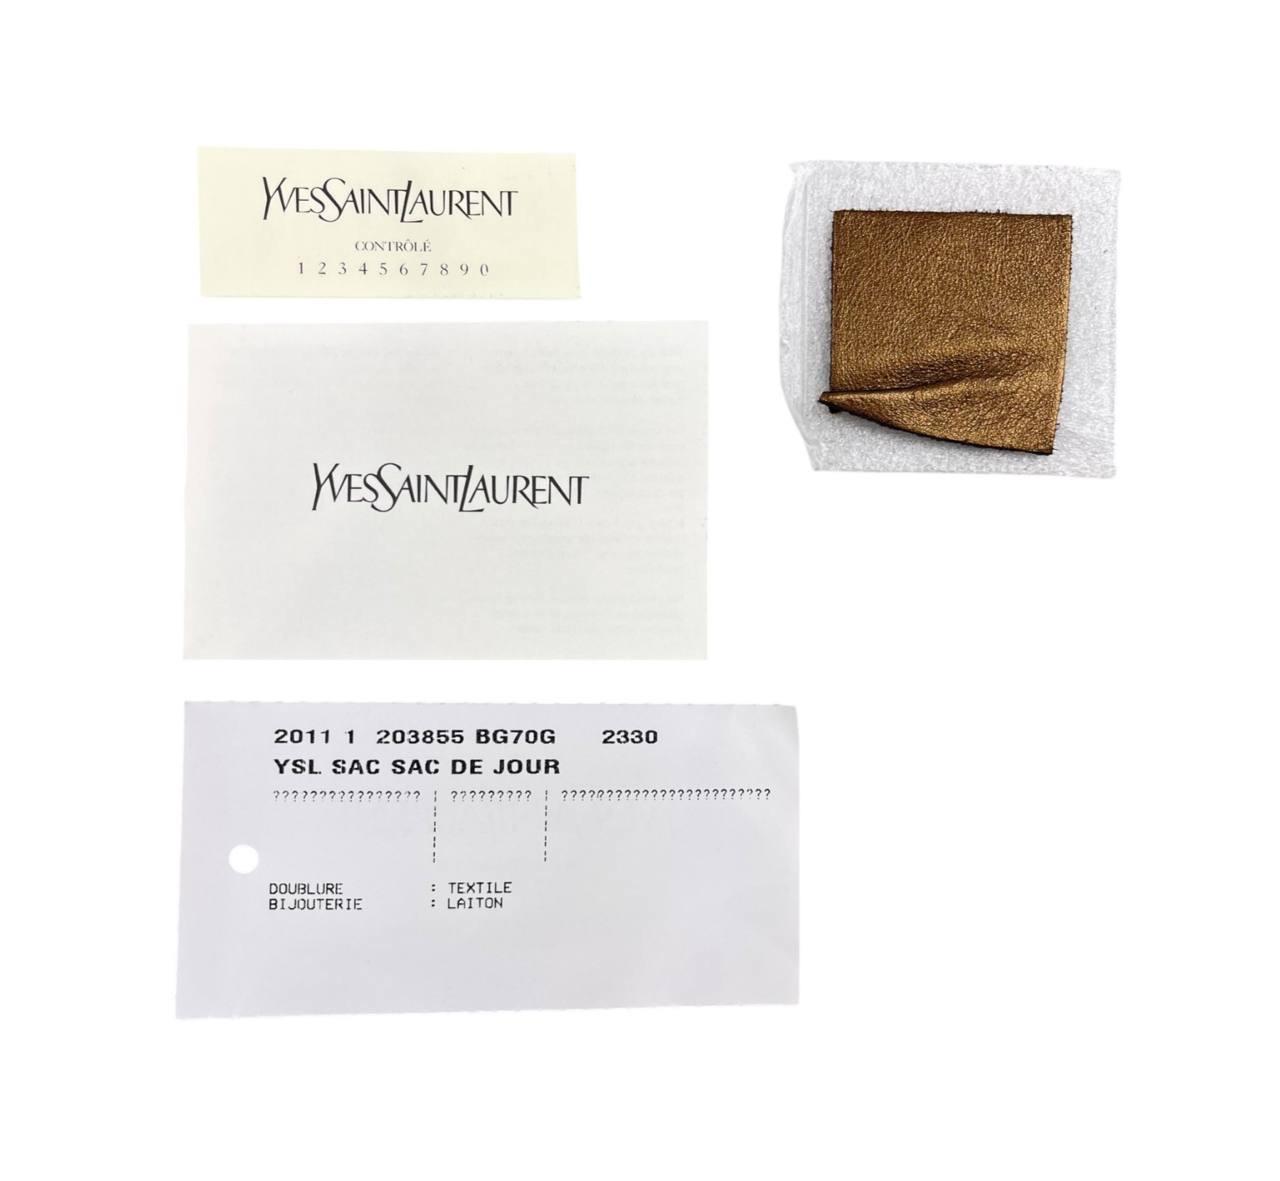 YVESSAINTLAURENT
CONTRÔLÉ
1 2 3 4 5 6 7 8 9 0
YVESSAINTLAURENT
2011 1 203855 BG70G 2330
YSL SAC SAC DE JOUR
???????????????? ¦ ????????? ¦ ???????????????????????
DOUBLURE : TEXTILE
BIJOUTERIE : LAITON